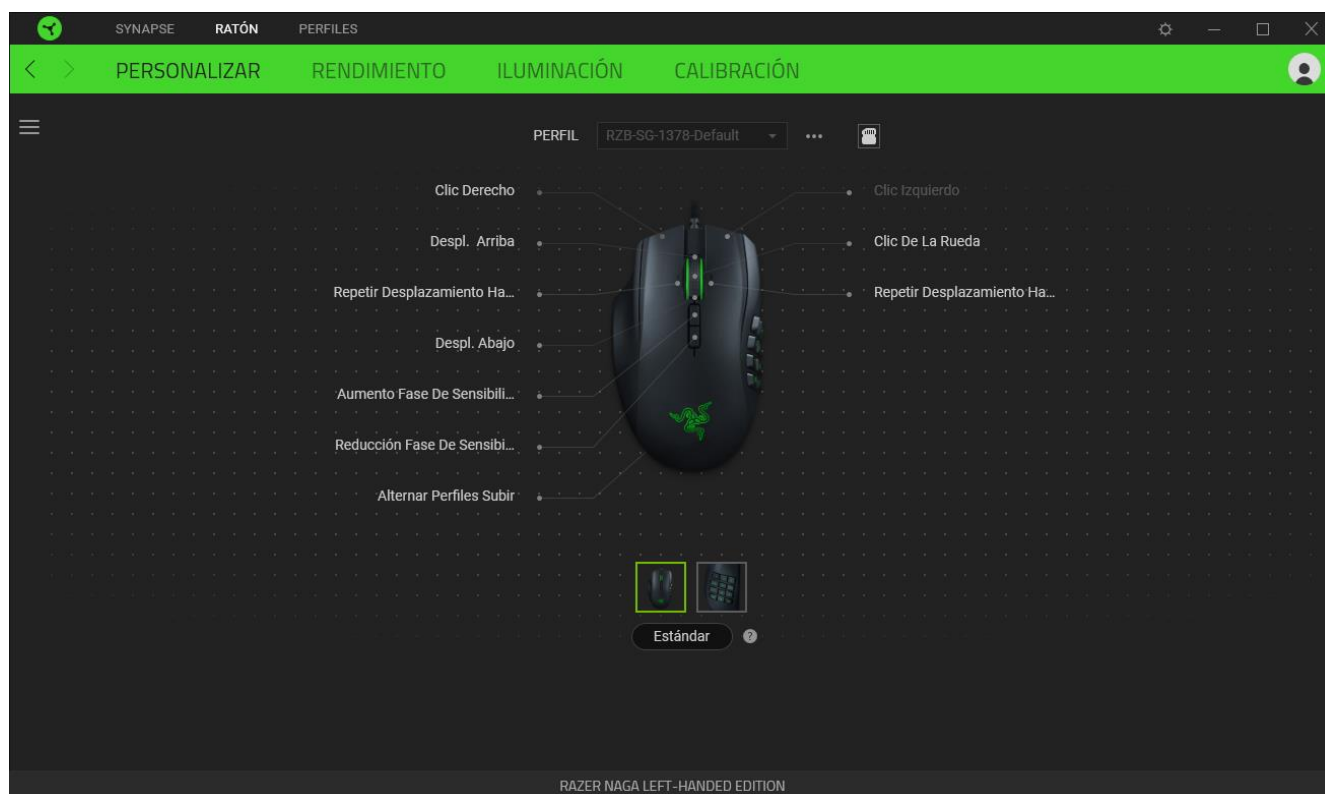 SYNAPSE RATÓN PERFILES
PERSONALIZAR RENDIMIENTO ILUMINACIÓN CALIBRACIÓN
PERFIL RZB-SG-1378-Default
Clic Derecho Clic Izquierdo
Despl. Arriba Clic De La Rueda
Repetir Desplazamiento Ha... Repetir Desplazamiento Ha...
Despl. Abajo
Aumento Fase De Sensibili...
Reducción Fase De Sensibi...
Alternar Perfiles Subir
Estándar ?
RAZER NAGA LEFT-HANDED EDITION